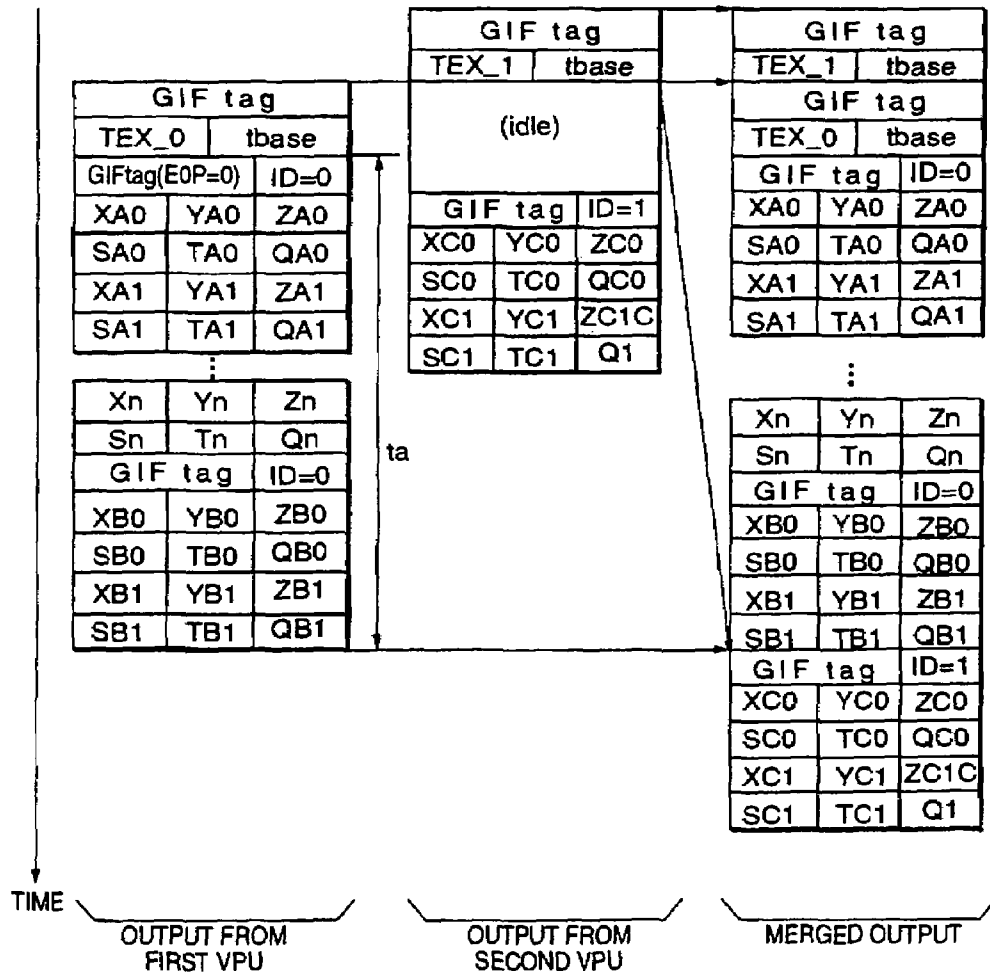 GIF tag
TEX_0 tbase
GIFtag(E0P=0) ID=0
XA0 YA0 ZA0
SA0 TA0 QA0
XA1 YA1 ZA1
SA1 TA1 QA1
Xn Yn Zn
Sn Tn Qn
GIF tag ID=0
XB0 YB0 ZB0
SB0 TB0 QB0
XB1 YB1 ZB1
SB1 TB1 QB1
ta
GIF tag
TEX_1 tbase
(idle)
GIF tag ID=1
XC0 YC0 ZC0
SC0 TC0 QC0
XC1 YC1 ZC1C
SC1 TC1 Q1
GIF tag
TEX_1 tbase
GIF tag
TEX_0 tbase
GIF tag ID=0
XA0 YA0 ZA0
SA0 TA0 QA0
XA1 YA1 ZA1
SA1 TA1 QA1
Xn Yn Zn
Sn Tn Qn
GIF tag ID=0
XB0 YB0 ZB0
SB0 TB0 QB0
XB1 YB1 ZB1
SB1 TB1 QB1
GIF tag ID=1
XC0 YC0 ZC0
SC0 TC0 QC0
XC1 YC1 ZC1C
SC1 TC1 Q1
TIME
OUTPUT FROM
FIRST VPU
OUTPUT FROM
SECOND VPU
MERGED OUTPUT